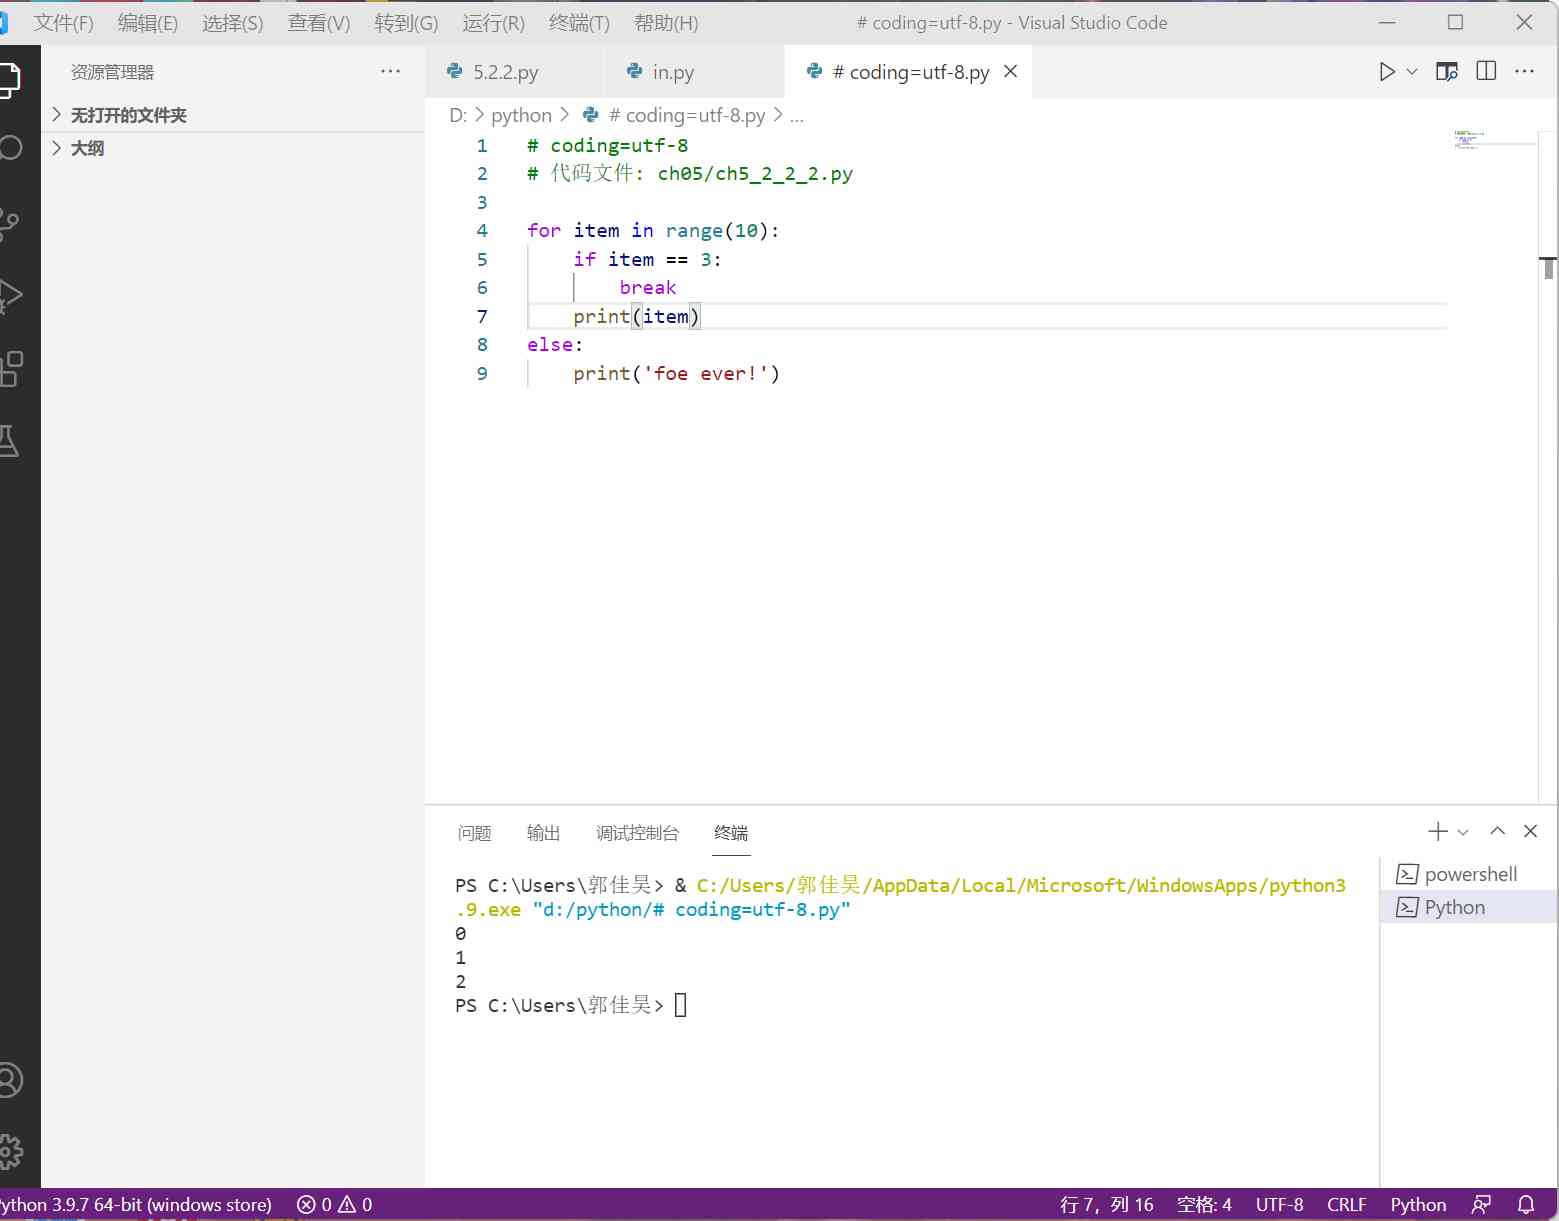 文件(F) 编辑(E) 选择(S) 查看(V) 转到(G) 运行(R) 终端(T) 帮助(H) # coding=utf-8.py - Visual Studio Code
资源管理器
5.2.2.py in.py # coding=utf-8.py
无打开的文件夹
大纲
D: > python > # coding=utf-8.py > ...
1 # coding=utf-8
2 # 代码文件: ch05/ch5_2_2_2.py
3
4 for item in range(10):
5 if item == 3:
6 break
7 print(item)
8 else:
9 print('foe ever!')
问题 输出 调试控制台 终端
powershell
Python
PS C:\Users\郭佳昊> & C:/Users/郭佳昊/AppData/Local/Microsoft/WindowsApps/python3
.9.exe "d:/python/# coding=utf-8.py"
0
1
2
PS C:\Users\郭佳昊>
ython 3.9.7 64-bit (windows store) 0 0 行 7，列 16 空格: 4 UTF-8 CRLF Python